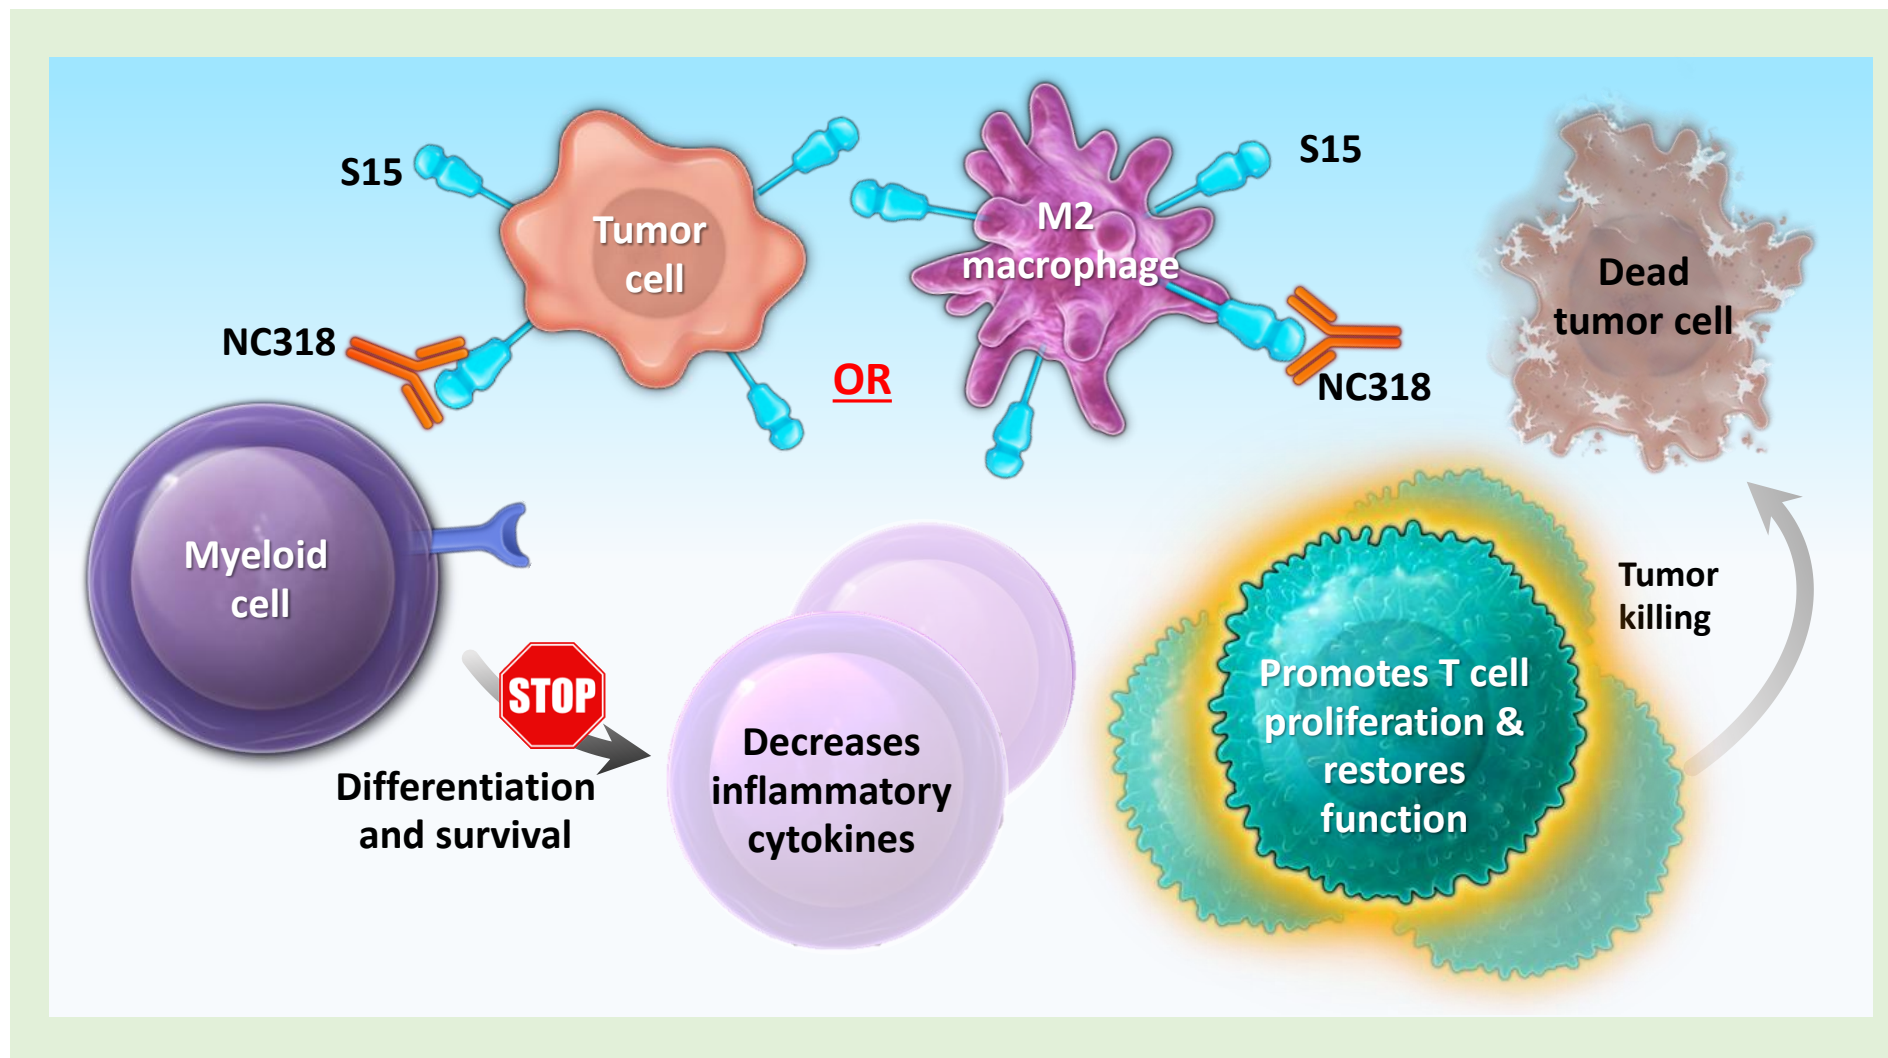 S15
Tumor
cell
NC318
OR
M2
macrophage
S15
NC318
Dead
tumor cell
Myeloid
cell
STOP
Differentiation
and survival
Decreases
inflammatory
cytokines
Promotes T cell
proliferation &
restores
function
Tumor
killing